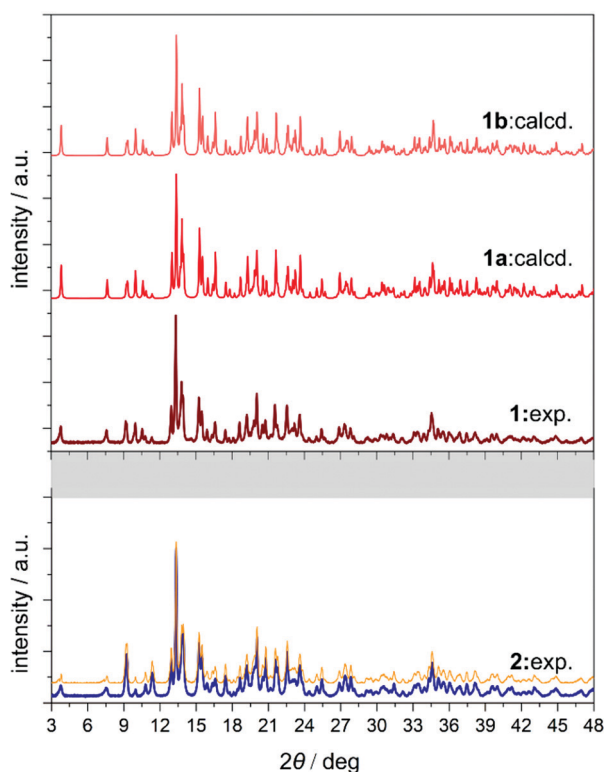 1b:calcd.
1a:calcd.
1:exp.
intensity / a.u.
2:exp.
intensity / a.u.
3 6 9 12 15 18 21 24 27 30 33 36 39 42 45 48
2θ / deg